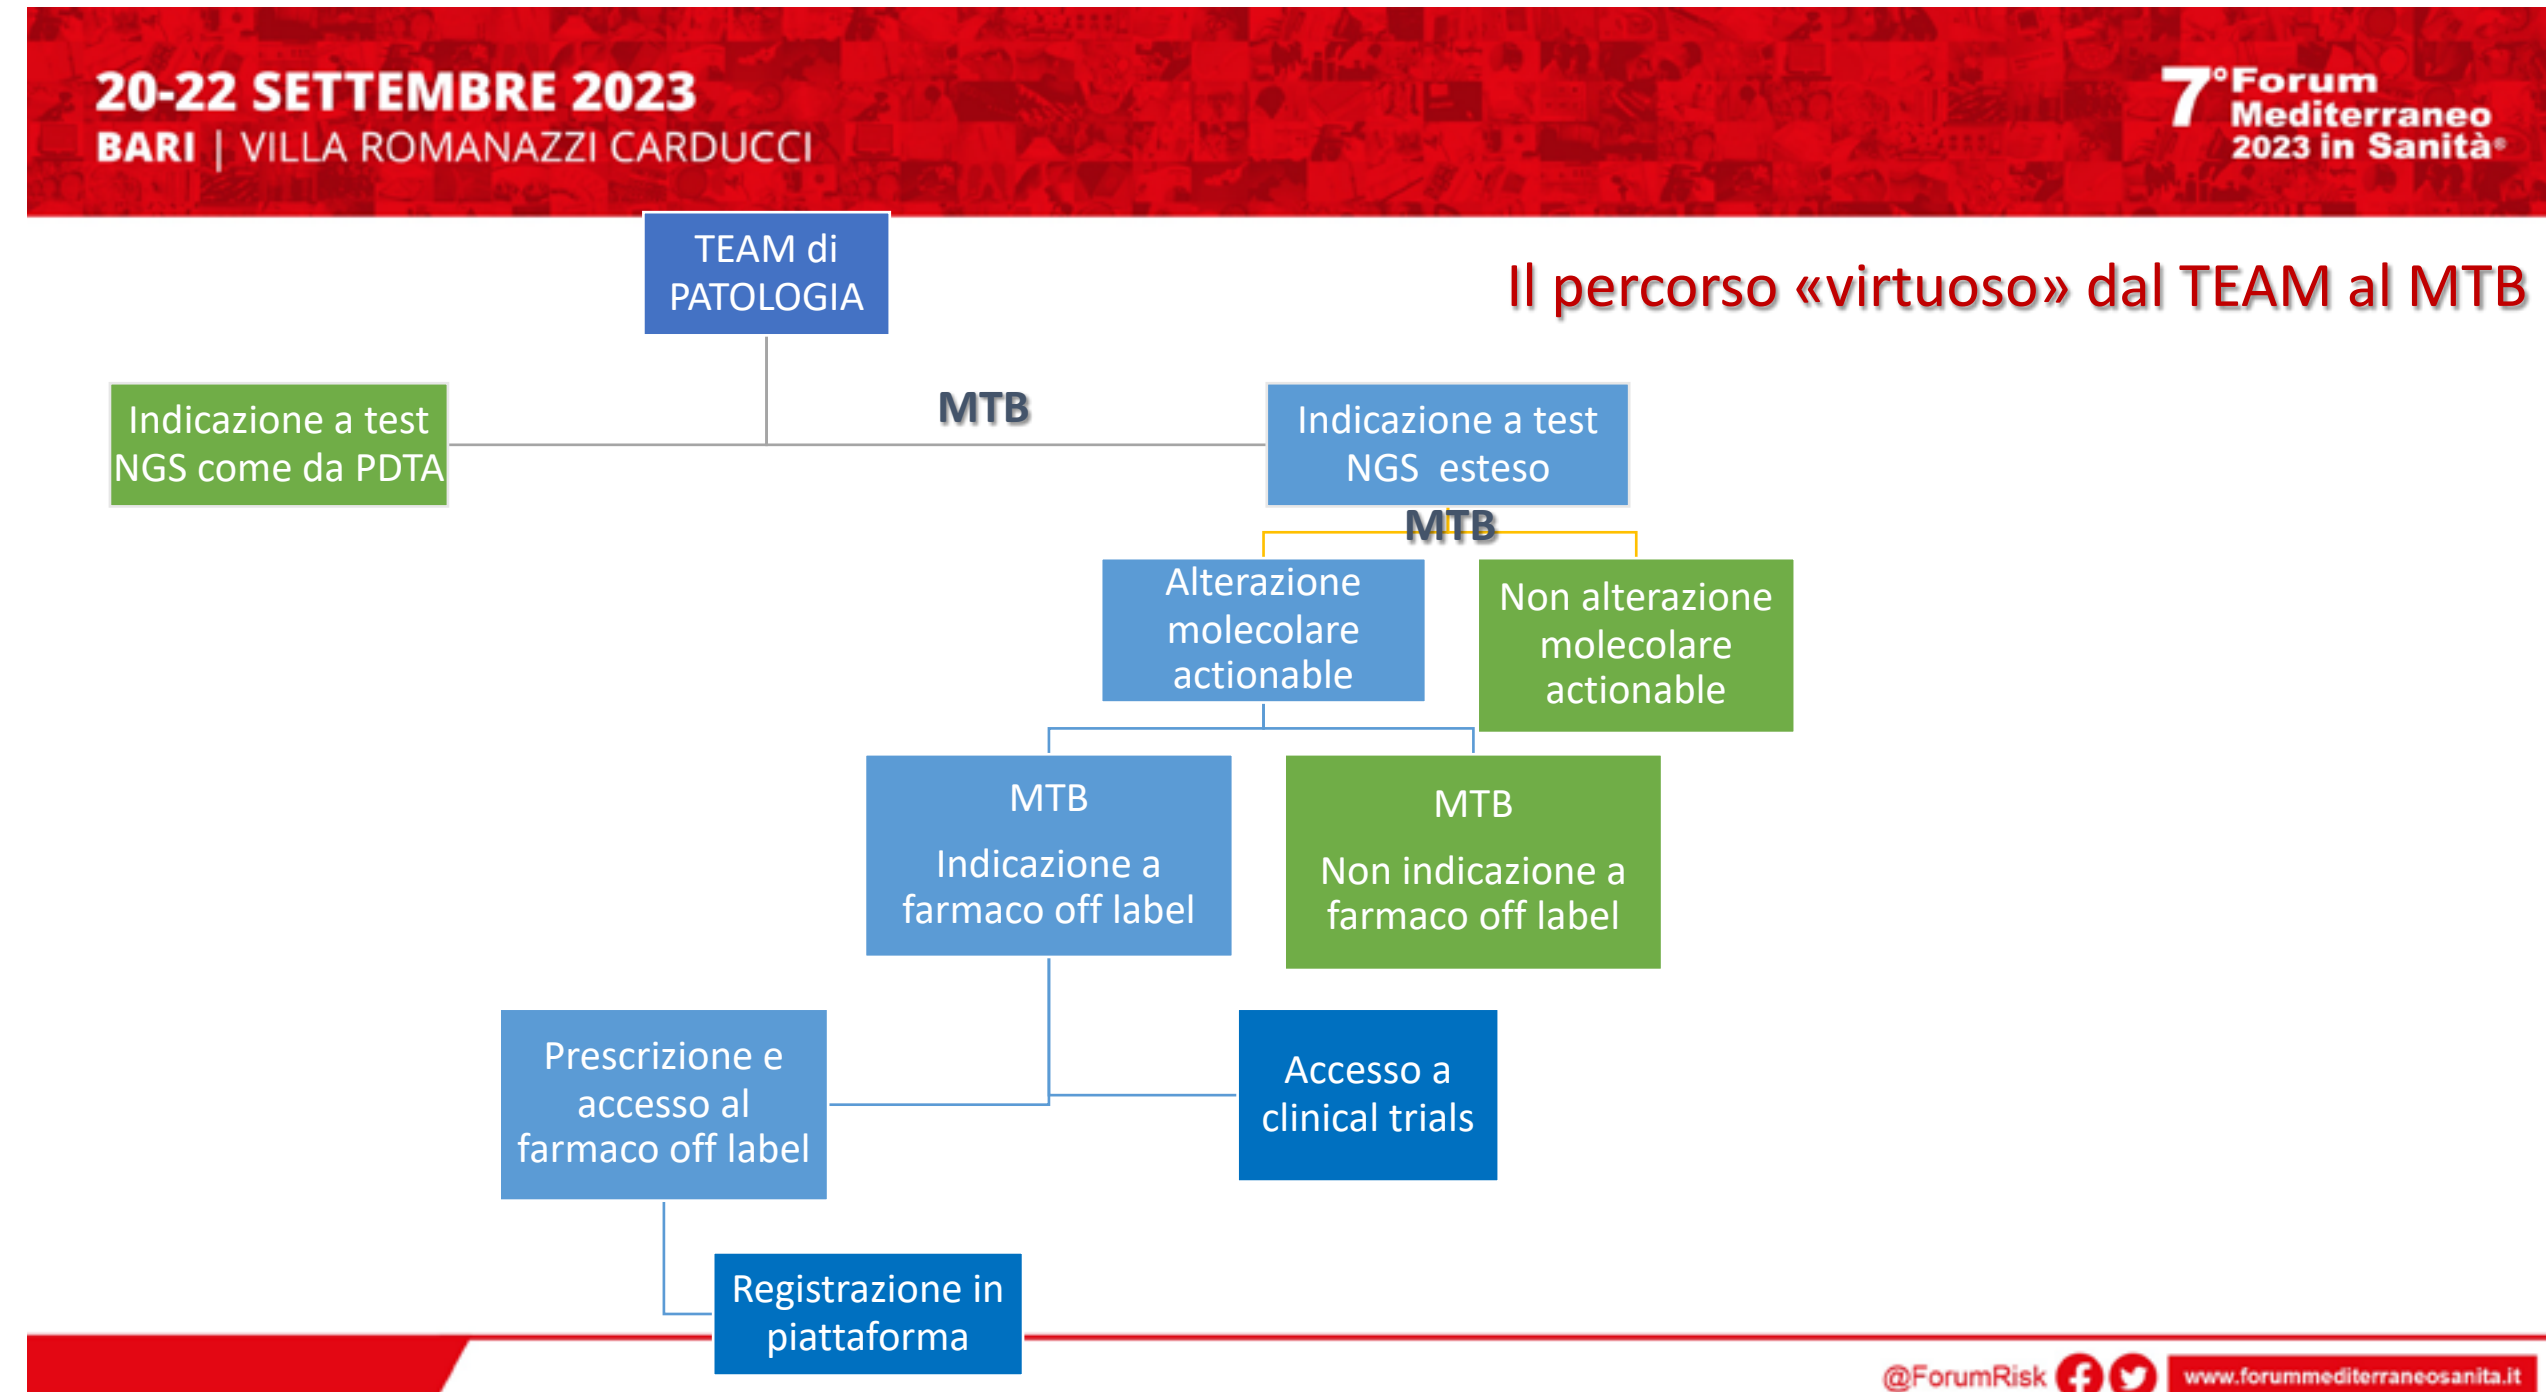 20-22 SETTEMBRE 2023
BARI | VILLA ROMANAZZI CARDUCCI
7° Forum
Mediterraneo
2023 in Sanità®
TEAM di
PATOLOGIA
Il percorso «virtuoso» dal TEAM al MTB
Indicazione a test
NGS come da PDTA
MTB
Indicazione a test
NGS esteso
MTB
Alterazione
molecolare
actionable
Non alterazione
molecolare
actionable
MTB
Indicazione a
farmaco off label
MTB
Non indicazione a
farmaco off label
Prescrizione e
accesso al
farmaco off label
Accesso a
clinical trials
Registrazione in
piattaforma
@ForumRisk
www.forummediterraneosanita.it